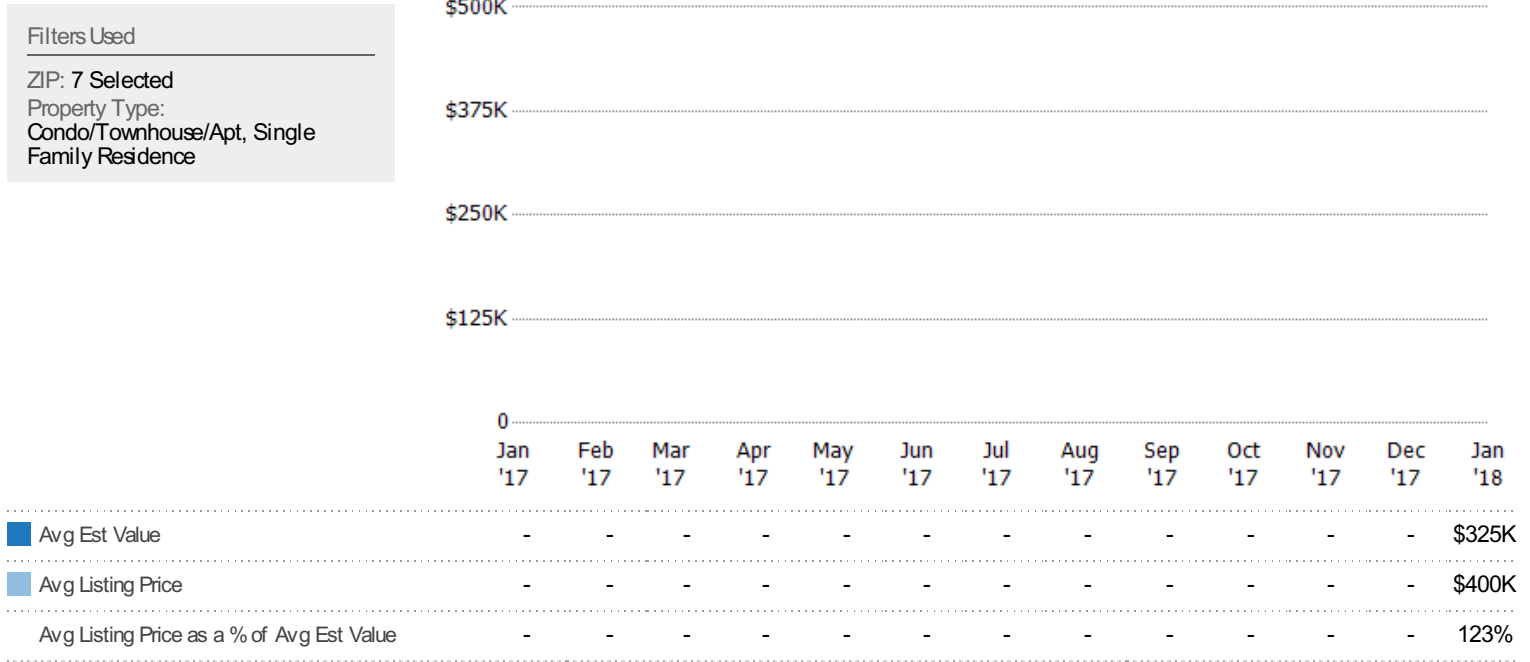 Filters Used
ZIP: 7 Selected
Property Type:
Condo/Townhouse/Apt, Single
Family Residence
$500K
$375K
$250K
$125K
0
Jan Feb Mar Apr May Jun Jul Aug Sep Oct Nov Dec Jan
'17 '17 '17 '17 '17 '17 '17 '17 '17 '17 '17 '17 '18
Avg Est Value - - - - - - - - - - - - $325K
Avg Listing Price - - - - - - - - - - - - $400K
Avg Listing Price as a % of Avg Est Value - - - - - - - - - - - - 123%